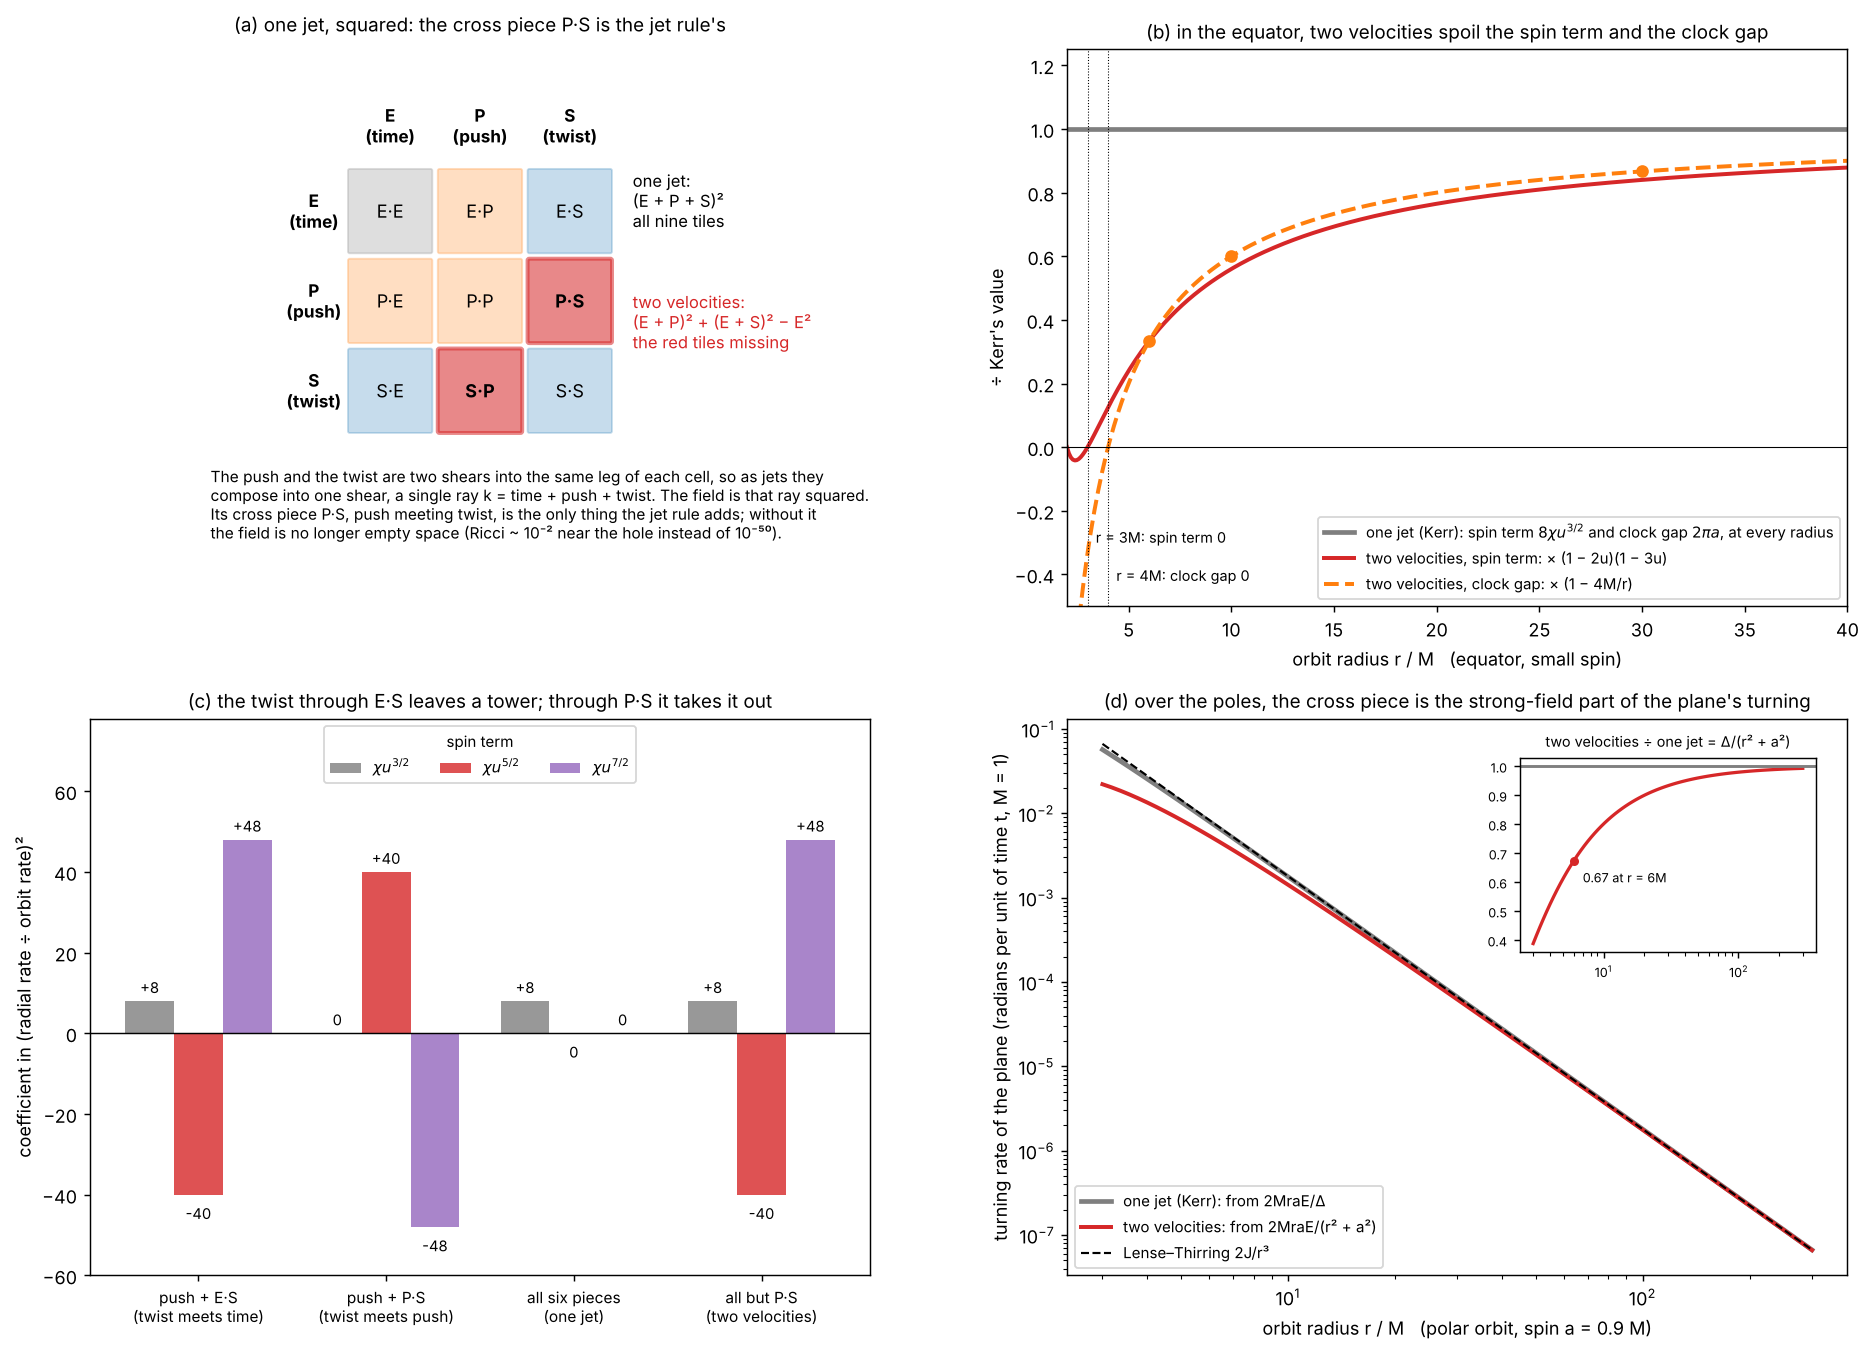 (a) one jet, squared: the cross piece P·S is the jet rule's
E
(time)
P
(push)
S
(twist)
E
(time)
E·E
E·P
E·S
one jet:
(E + P + S)²
all nine tiles
P
(push)
P·E
P·P
P·S
two velocities:
(E + P)² + (E + S)² − E²
the red tiles missing
S
(twist)
S·E
S·P
S·S
The push and the twist are two shears into the same leg of each cell, so as jets they
compose into one shear, a single ray k = time + push + twist. The field is that ray squared.
Its cross piece P·S, push meeting twist, is the only thing the jet rule adds; without it
the field is no longer empty space (Ricci ~ 10⁻² near the hole instead of 10⁻⁵⁰).
(b) in the equator, two velocities spoil the spin term and the clock gap
÷ Kerr's value
1.2
1.0
0.8
0.6
0.4
0.2
0.0
−0.2
−0.4
r = 3M: spin term 0
r = 4M: clock gap 0
one jet (Kerr): spin term 8χu^{3/2} and clock gap 2πa, at every radius
two velocities, spin term: × (1 − 2u)(1 − 3u)
two velocities, clock gap: × (1 − 4M/r)
5
10
15
20
25
30
35
40
orbit radius r / M (equator, small spin)
(c) the twist through E·S leaves a tower; through P·S it takes it out
coefficient in (radial rate ÷ orbit rate)²
60
40
20
0
−20
−40
−60
spin term
χu^{3/2}
χu^{5/2}
χu^{7/2}
+8
-40
+48
0
+40
-48
+8
0
0
+8
-40
+48
push + E·S
(twist meets time)
push + P·S
(twist meets push)
all six pieces
(one jet)
all but P·S
(two velocities)
(d) over the poles, the cross piece is the strong-field part of the plane's turning
turning rate of the plane (radians per unit of time t, M = 1)
10⁻¹
10⁻²
10⁻³
10⁻⁴
10⁻⁵
10⁻⁶
10⁻⁷
two velocities ÷ one jet = Δ/(r² + a²)
1.0
0.9
0.8
0.7
0.6
0.5
0.4
0.67 at r = 6M
10¹
10²
one jet (Kerr): from 2MraE/Δ
two velocities: from 2MraE/(r² + a²)
Lense–Thirring 2J/r³
10¹
10²
orbit radius r / M (polar orbit, spin a = 0.9 M)